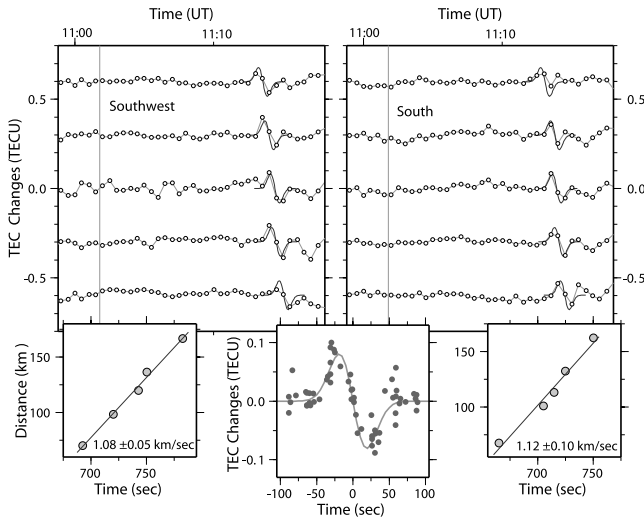 Time (UT)
Time (UT)
11:00
11:10
11:00
11:10
TEC Changes (TECU)
0.5
0.0
-0.5
Southwest
South
0.5
0.0
-0.5
Distance (km )
150
100
1.08 ±0.05 km/sec
700
750
Time (sec)
TEC Changes (TECU)
0.1
0.0
-0.1
-100
-50
0
50
100
Time (sec)
150
100
1.12 ±0.10 km/sec
700
750
Time (sec)